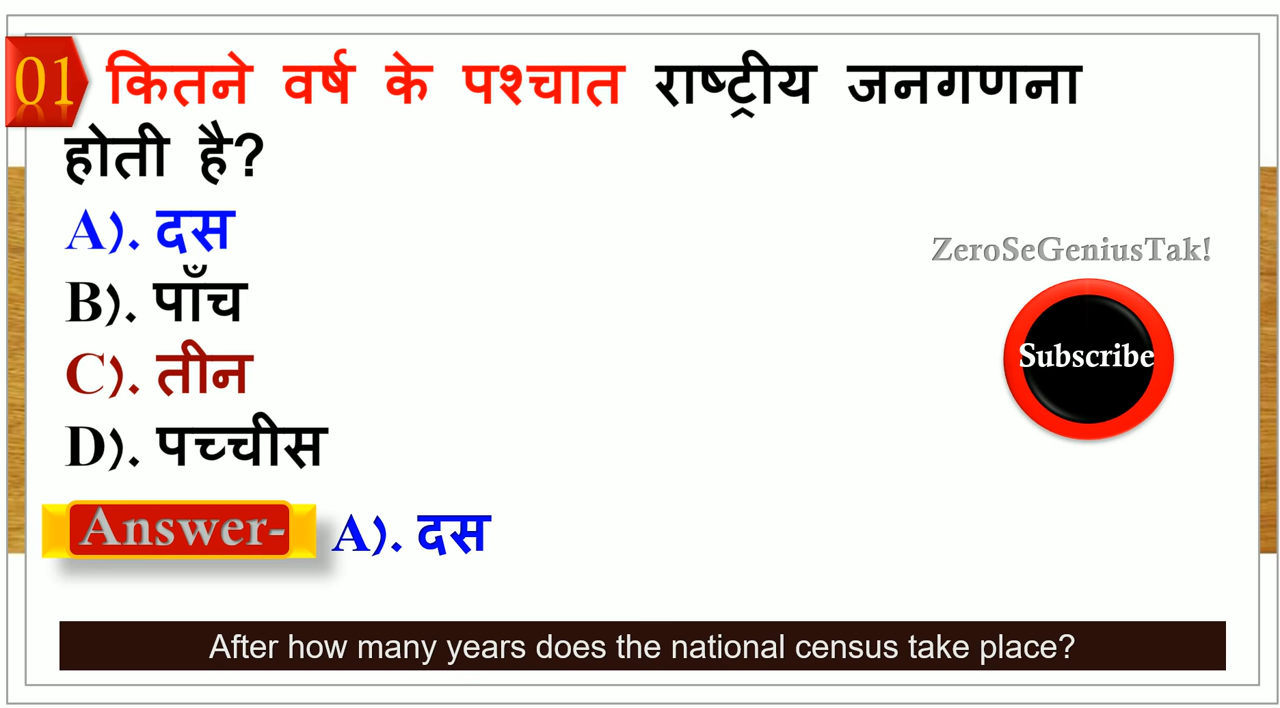 01 कितने वर्ष के पश्चात राष्ट्रीय जनगणना
होती है?
A). दस
B). पाँच
C). तीन
D). पच्चीस
ZeroSeGeniusTak!
Subscribe
Answer- A). दस
After how many years does the national census take place?